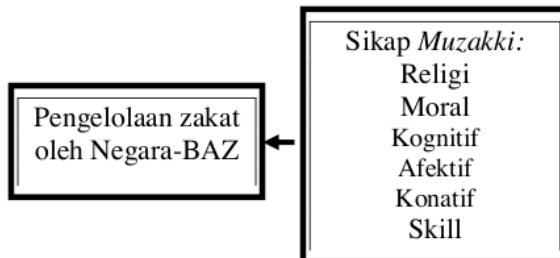 Pengelolaan zakat
oleh Negara-BAZ
Sikap Muzakki:
Religi
Moral
Kognitif
Afektif
Konatif
Skill